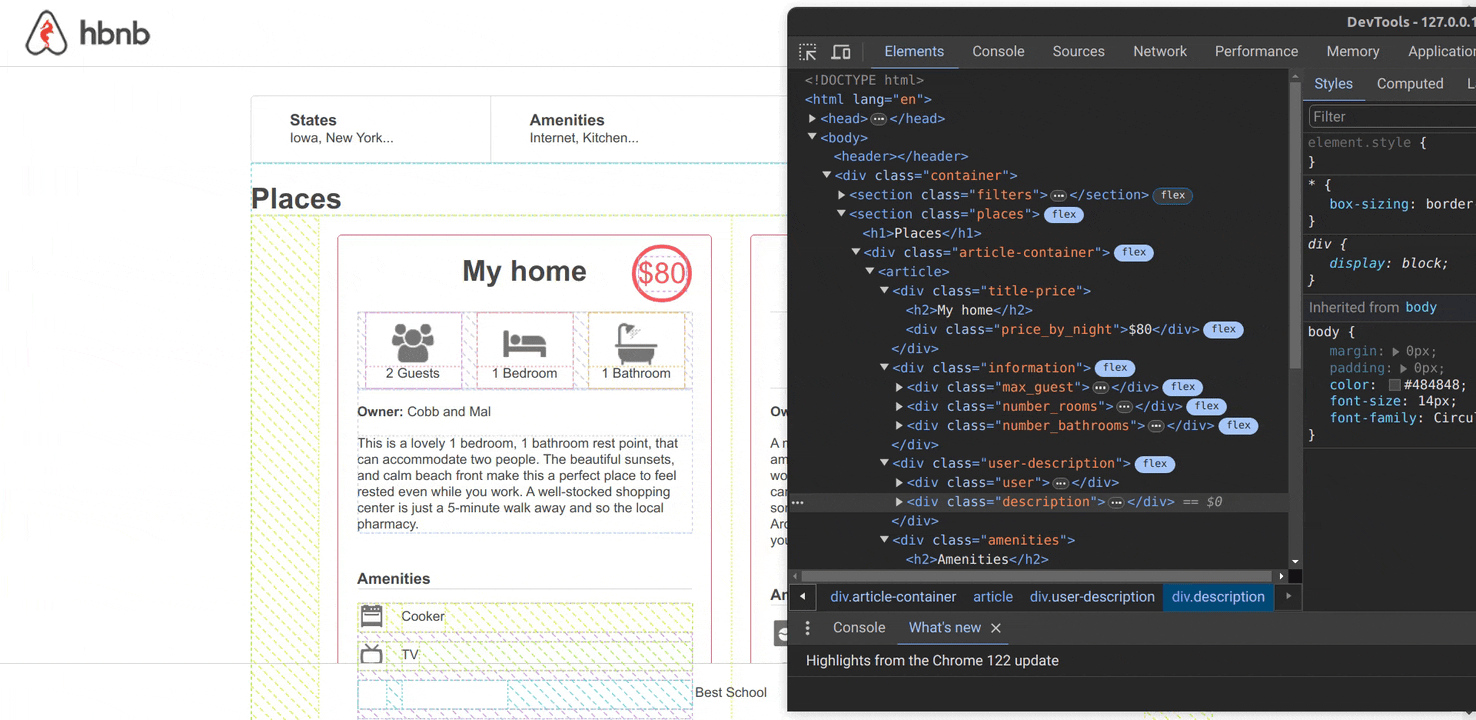 hbnb
States
Iowa, New York...
Amenities
Internet, Kitchen...
Places
My home
$80
2 Guests
1 Bedroom
1 Bathroom
Owner: Cobb and Mal
This is a lovely 1 bedroom, 1 bathroom rest point, that
can accommodate two people. The beautiful sunsets,
and calm beach front make this a perfect place to feel
rested even while you work. A well-stocked shopping
center is just a 5-minute walk away and so the local
pharmacy.
Amenities
Cooker
TV
Best School
DevTools - 127.0.0.1
Elements
Console
Sources
Network
Performance
Memory
Application
<!DOCTYPE html>
<html lang="en">
<head> ... </head>
<body>
<header></header>
<div class="container">
<section class="filters"> ... </section> flex
<section class="places"> flex
<h1>Places</h1>
<div class="article-container"> flex
<article>
<div class="title-price">
<h2>My home</h2>
<div class="price_by_night">$80</div> flex
</div>
<div class="information"> flex
<div class="max_guest"> ... </div> flex
<div class="number_rooms"> ... </div> flex
<div class="number_bathrooms"> ... </div> flex
</div>
<div class="user-description"> flex
<div class="user"> ... </div>
... <div class="description"> ... </div> == $0
</div>
<div class="amenities">
<h2>Amenities</h2>
div.article-container
article
div.user-description
div.description
Styles
Computed
L
Filter
element.style {
}
* {
box-sizing: border
}
div {
display: block;
}
Inherited from body
body {
margin: 0px;
padding: 0px;
color: #484848;
font-size: 14px;
font-family: Circu
}
Console
What's new
Highlights from the Chrome 122 update